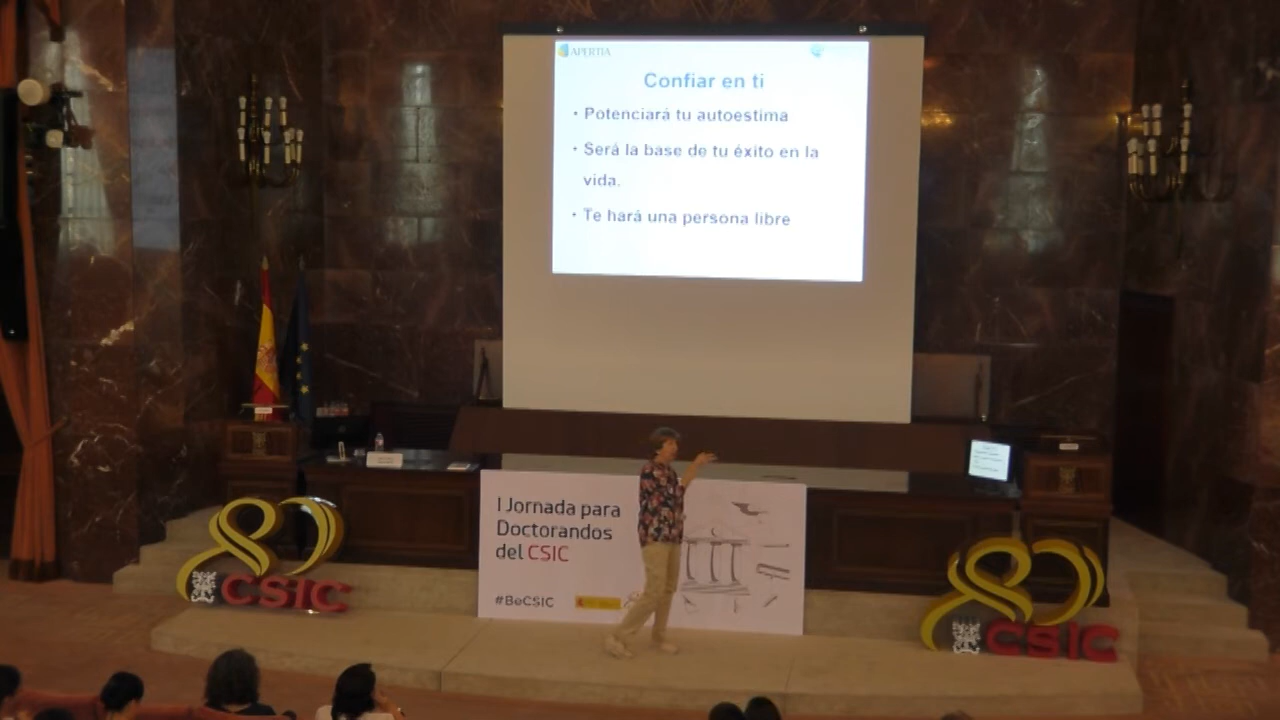 APERTIA
Confiar en ti
• Potenciará tu autoestima
• Será la base de tu éxito en la
vida.
• Te hará una persona libre
I Jornada para
Doctorandos
del CSIC
#BeCSIC
80
CSIC
80
CSIC